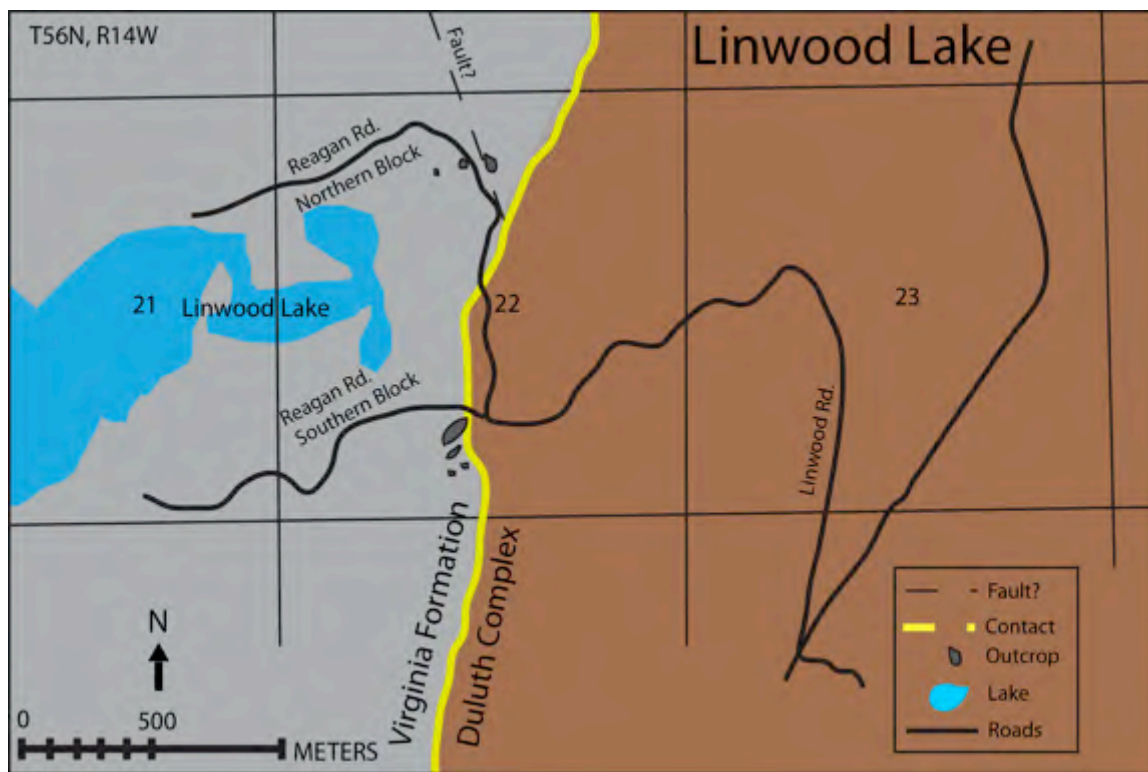 T56N, R14W
Linwood Lake
Fault?
Reagan Rd.
Northern Block
21
Linwood Lake
22
23
Reagan Rd.
Southern Block
Linwood Rd.
Virginia Formation
Duluth Complex
N
0 500
METERS
Fault?
Contact
Outcrop
Lake
Roads